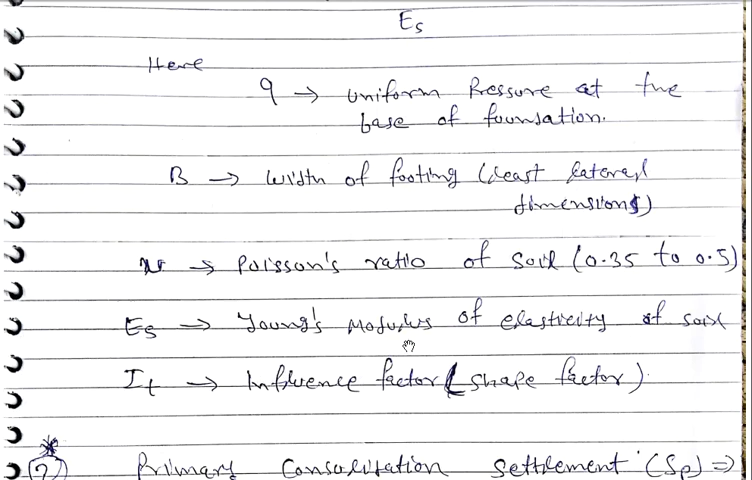 Es
Here
q → Uniform Pressure at the
base of foundation.
B → Width of footing (least lateral
dimensions)
μ → Poisson's ratio of soil (0.35 to 0.5)
Es → Young's Modulus of elasticity of soil
If → Influence factor (shape factor)
(2) Primary Consolidation Settlement (Sp) ⇒